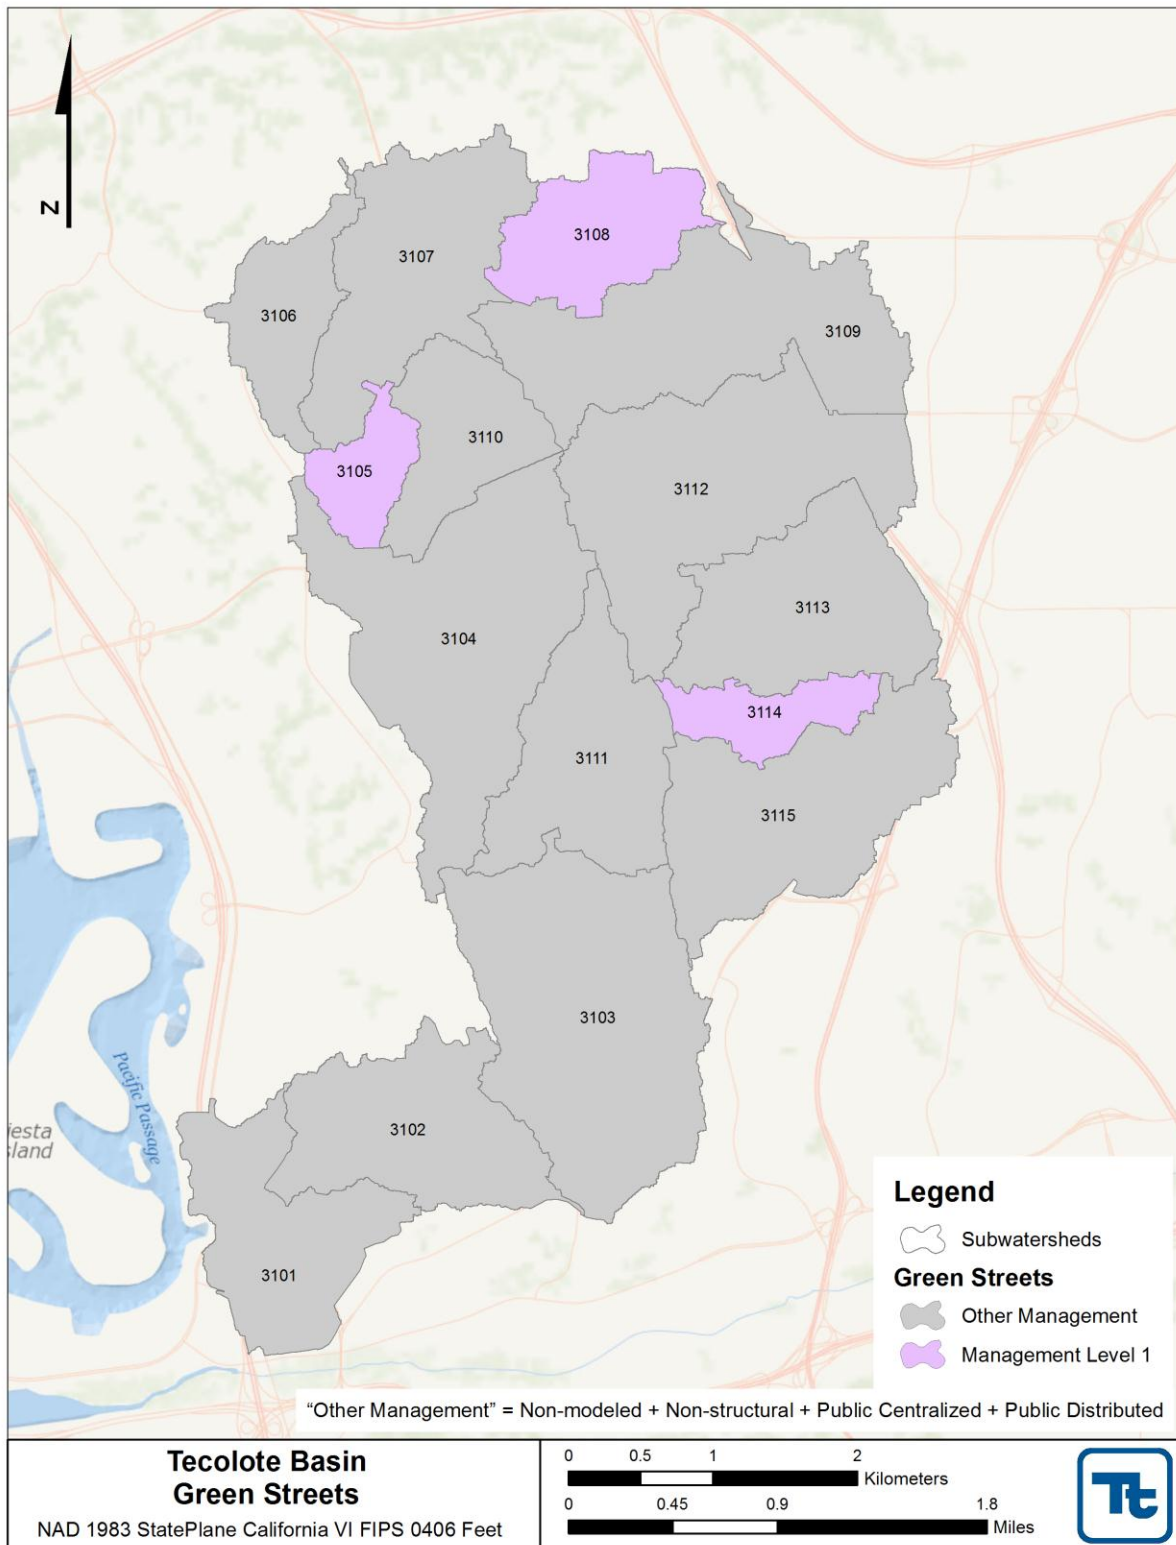 N
3108
3107
3106
3109
3110
3105
3112
3113
3104
3114
3111
3115
3103
Pacific Passage
iesta
sland
3102
3101
Legend
Subwatersheds
Green Streets
Other Management
Management Level 1
“Other Management” = Non-modeled + Non-structural + Public Centralized + Public Distributed
Tecolote Basin
Green Streets
NAD 1983 StatePlane California VI FIPS 0406 Feet
0 0.5 1 2
Kilometers
0 0.45 0.9 1.8
Miles
Tt